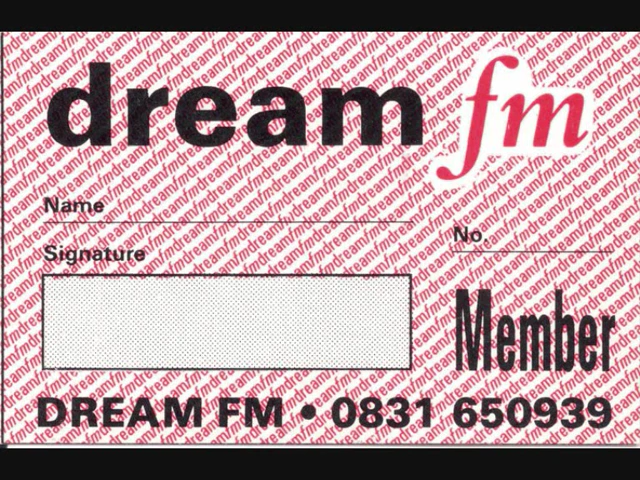 dream fm
Name
No.
Signature
Member
DREAM FM • 0831 650939